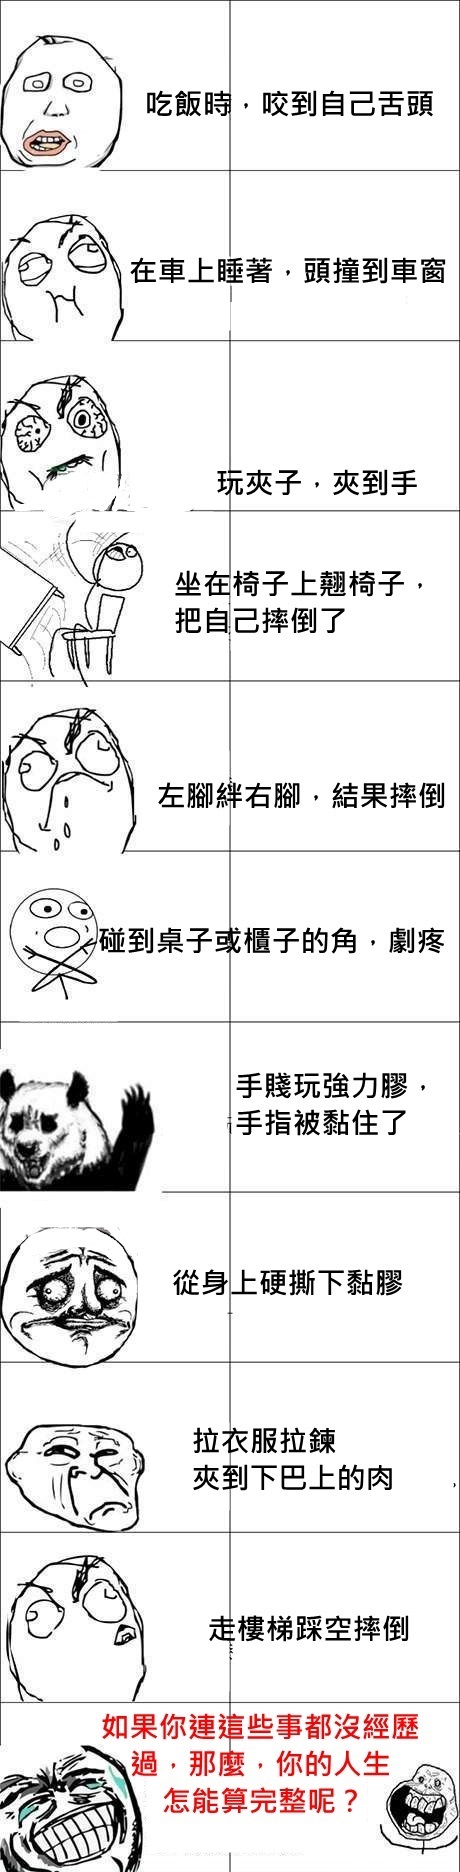 吃飯時，咬到自己舌頭
在車上睡著，頭撞到車窗
玩夾子，夾到手
坐在椅子上翹椅子，
把自己摔倒了
左腳絆右腳，結果摔倒
碰到桌子或櫃子的角，劇疼
手賤玩強力膠，
手指被黏住了
從身上硬撕下黏膠
拉衣服拉鍊
夾到下巴上的肉
走樓梯踩空摔倒
如果你連這些事都沒經歷
過，那麼，你的人生
怎能算完整呢？